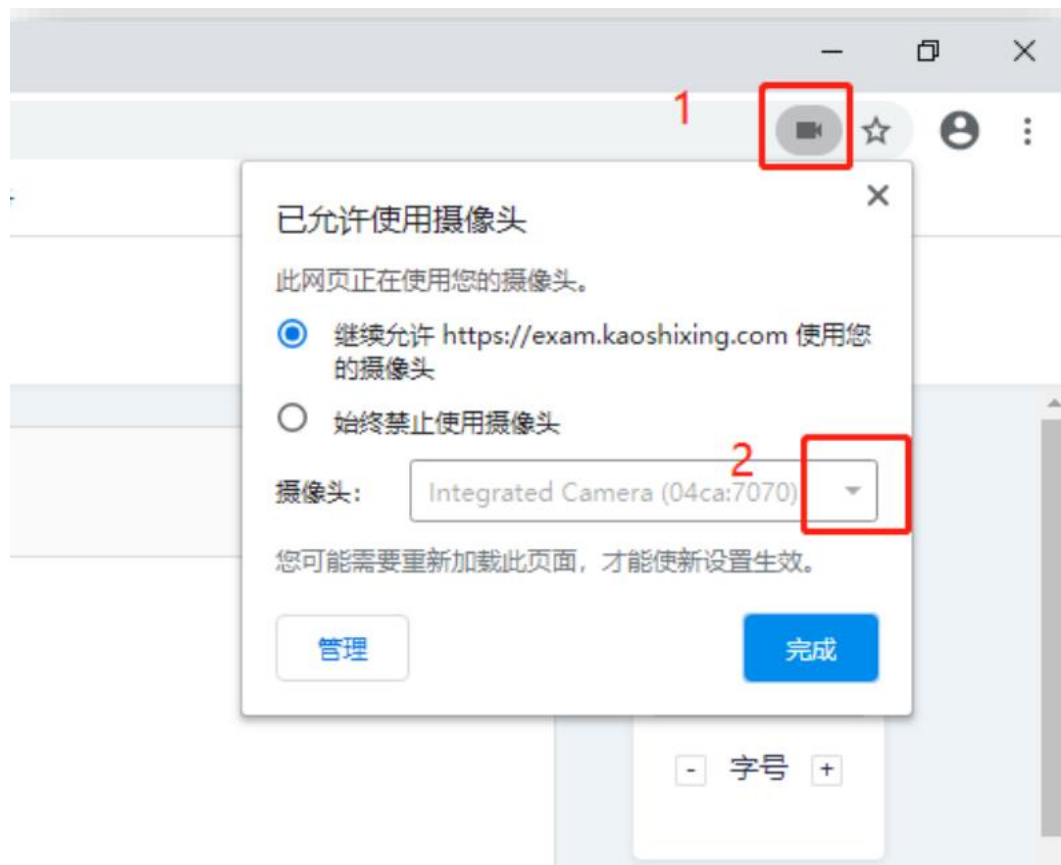 1
已允许使用摄像头
此网页正在使用您的摄像头。
继续允许 https://exam.kaoshixing.com 使用您
的摄像头
始终禁止使用摄像头
2
摄像头: Integrated Camera (04ca:7070)
您可能需要重新加载此页面，才能使新设置生效。
管理 完成
- 字号 +